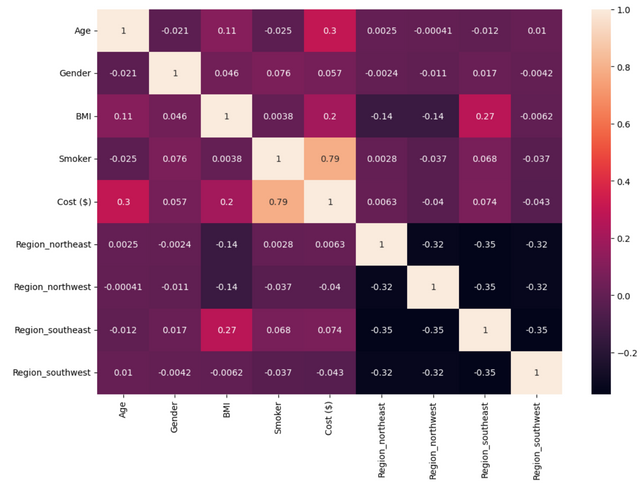 Age 1 -0.021 0.11 -0.025 0.3 0.0025 -0.00041 -0.012 0.01
Gender -0.021 1 0.046 0.076 0.057 -0.0024 -0.011 0.017 -0.0042
BMI 0.11 0.046 1 0.0038 0.2 -0.14 -0.14 0.27 -0.0062
Smoker -0.025 0.076 0.0038 1 0.79 0.0028 -0.037 0.068 -0.037
Cost ($) 0.3 0.057 0.2 0.79 1 0.0063 -0.04 0.074 -0.043
Region_northeast 0.0025 -0.0024 -0.14 0.0028 0.0063 1 -0.32 -0.35 -0.32
Region_northwest -0.00041 -0.011 -0.14 -0.037 -0.04 -0.32 1 -0.35 -0.32
Region_southeast -0.012 0.017 0.27 0.068 0.074 -0.35 -0.35 1 -0.35
Region_southwest 0.01 -0.0042 -0.0062 -0.037 -0.043 -0.32 -0.32 -0.35 1
Age
Gender
BMI
Smoker
Cost ($)
Region_northeast
Region_northwest
Region_southeast
Region_southwest
1.0
0.8
0.6
0.4
0.2
0.0
−0.2